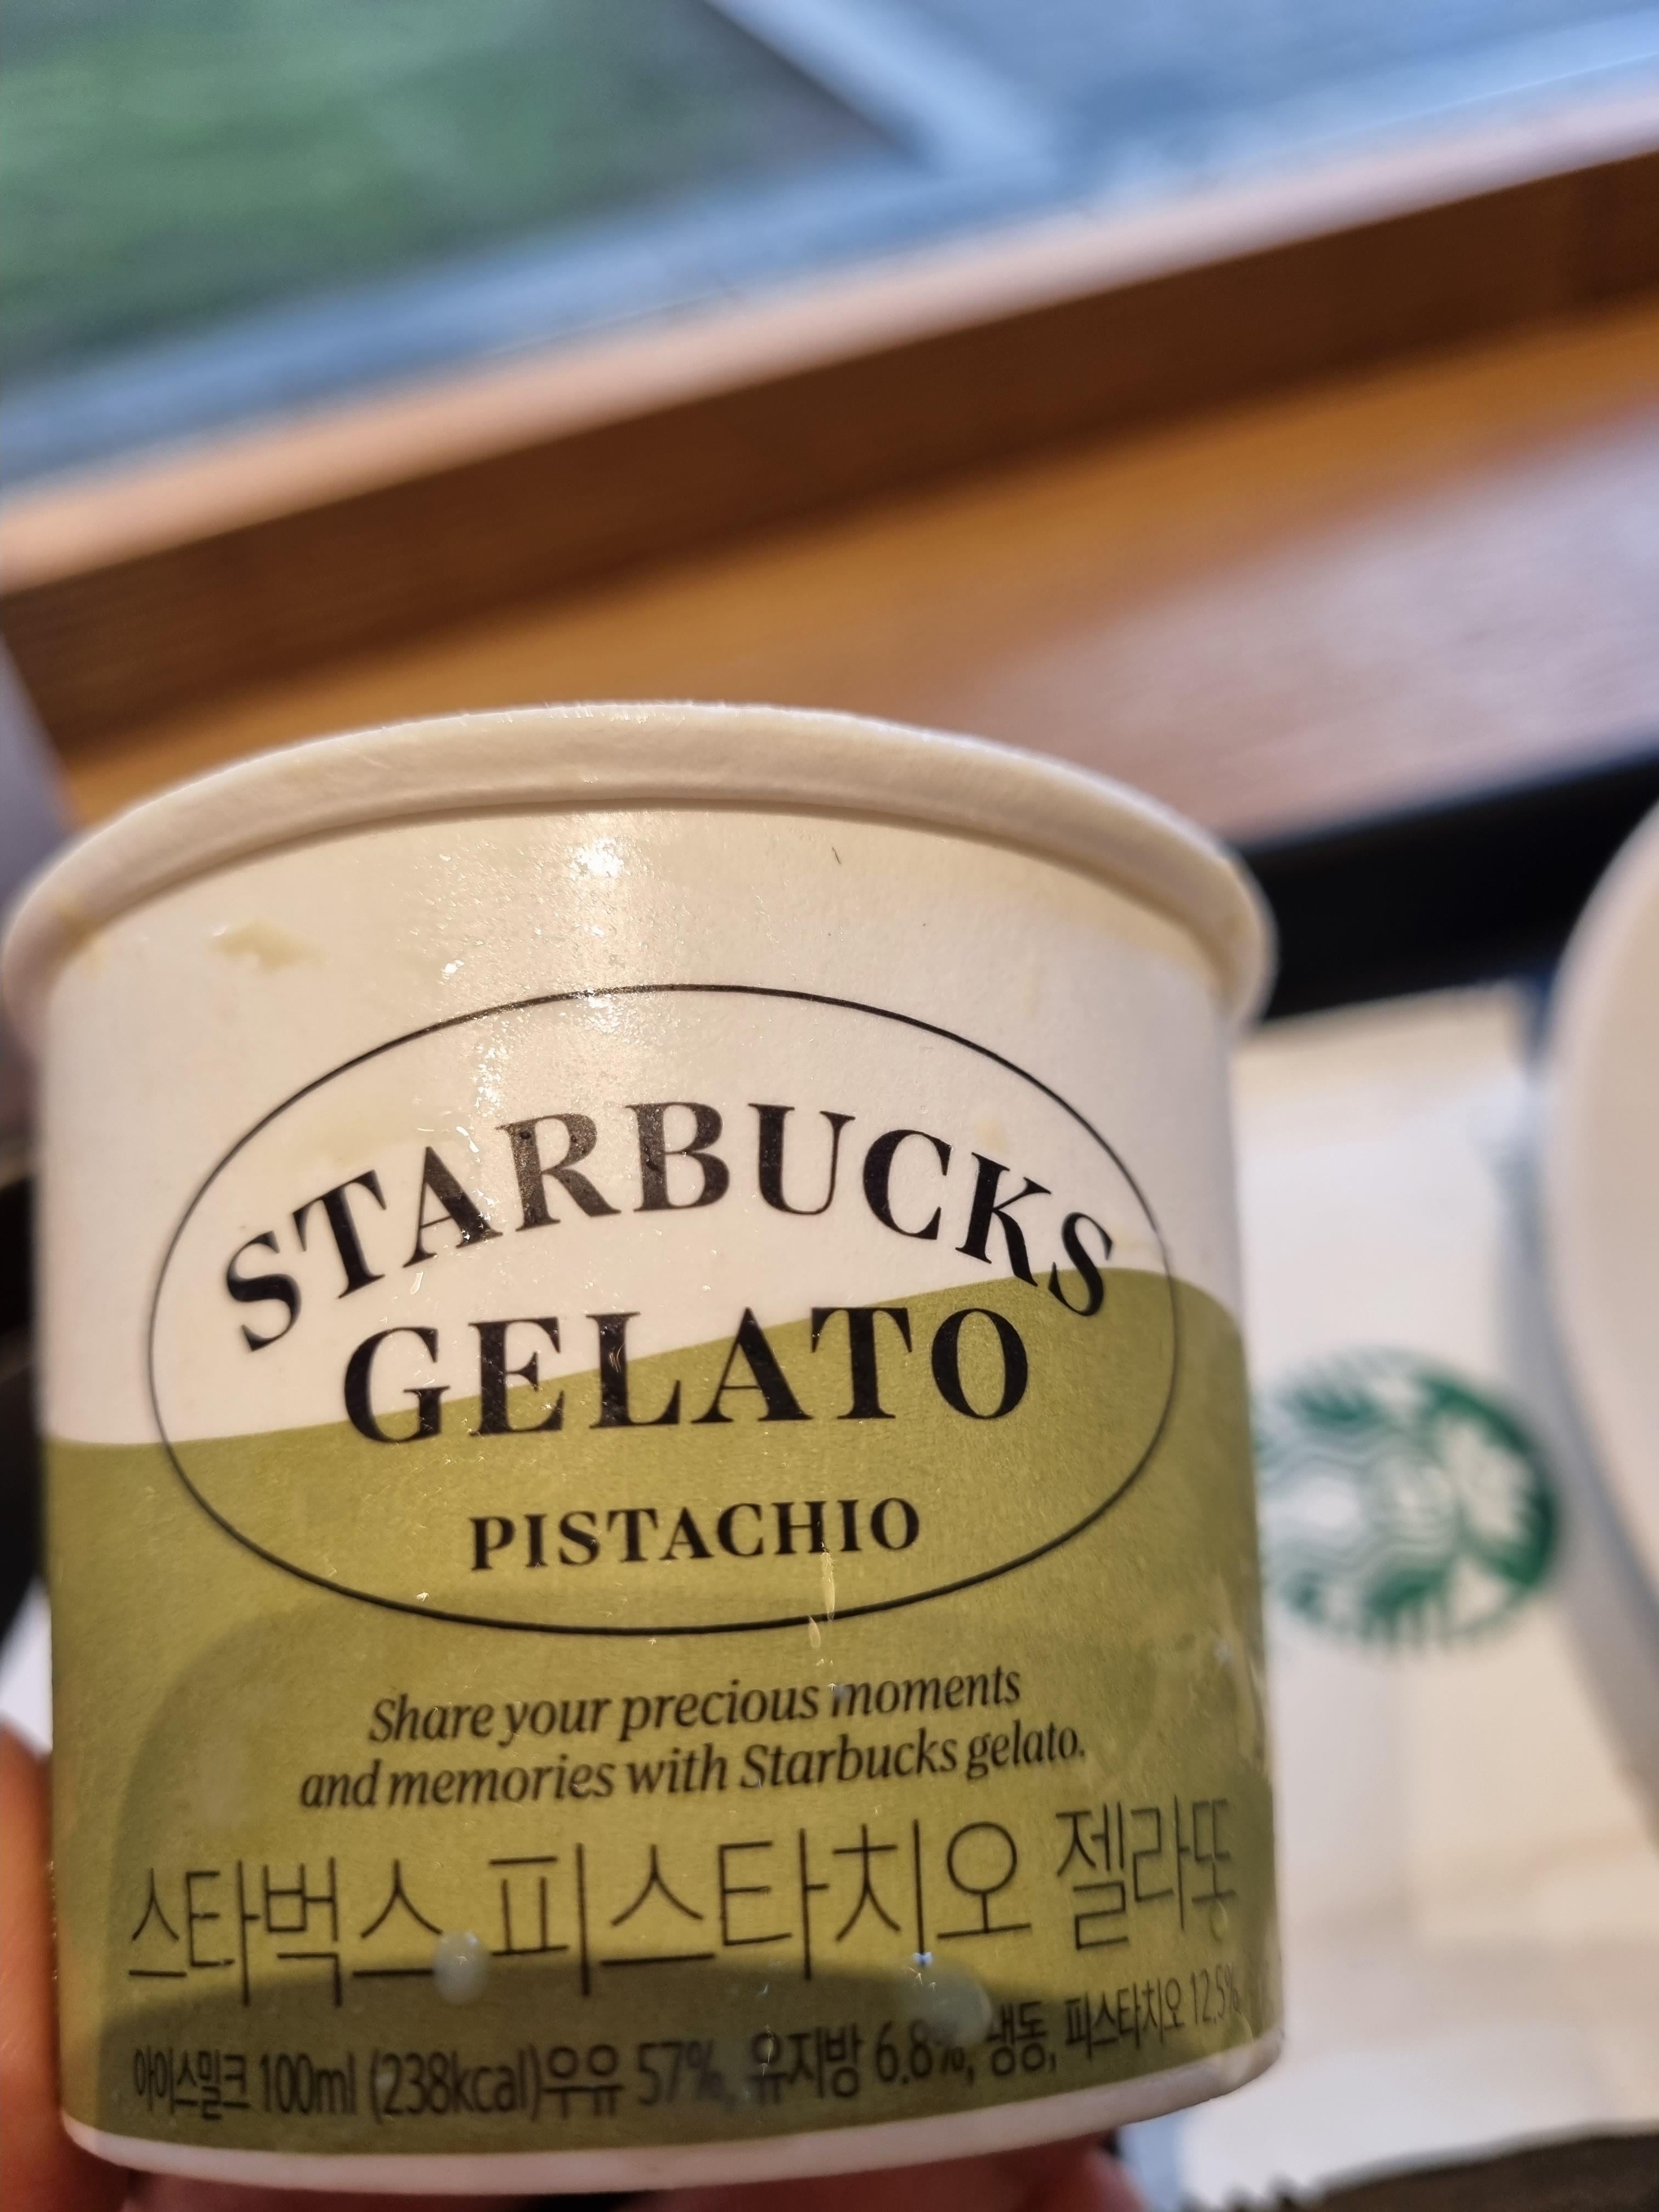 STARBUCKS
GELATO
PISTACHIO
Share your precious moments
and memories with Starbucks gelato.
스타벅스 피스타치오 젤라또
아이스밀크 100ml (238kcal)우유 57%, 유지방 6.8%, 냉동, 피스타치오 12.5%